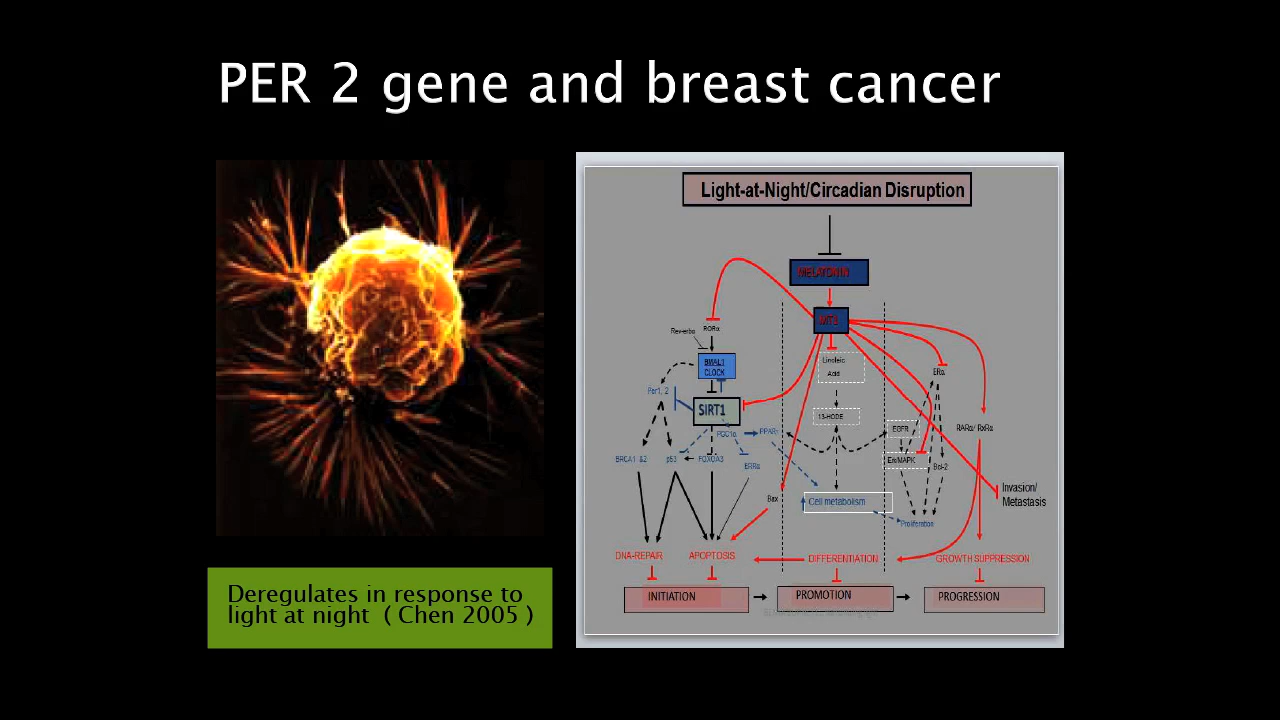 PER 2 gene and breast cancer
Deregulates in response to
light at night ( Chen 2005 )
Light-at-Night/Circadian Disruption
MELATONIN
MT1
Rev-erbα
RORα
BMAL1
CLOCK
Per1, 2
SIRT1
PGC1α
PPARγ
BRCA1 &2
p53
FOXOA3
ERRα
Linoleic
Acid
13-HODE
ERα
EGFR
RARα/ RXRα
Erk/MAPK
Bcl-2
Bax
Cell metabolism
Proliferation
Invasion/
Metastasis
DNA-REPAIR
APOPTOSIS
DIFFERENTIATION
GROWTH SUPPRESSION
INITIATION
PROMOTION
PROGRESSION